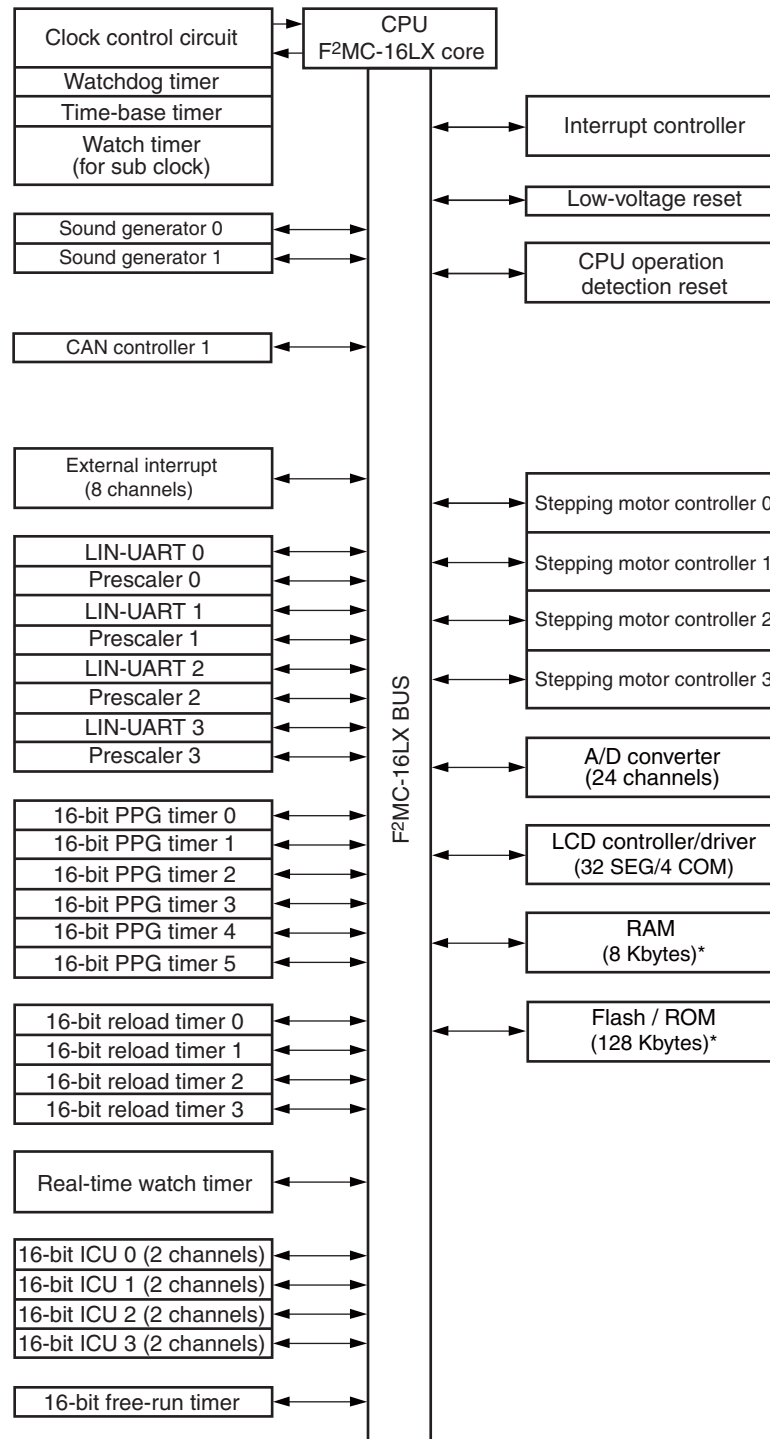 Clock control circuit
Watchdog timer
Time-base timer
Watch timer
(for sub clock)
CPU
F²MC-16LX core
Sound generator 0
Sound generator 1
CAN controller 1
External interrupt
(8 channels)
LIN-UART 0
Prescaler 0
LIN-UART 1
Prescaler 1
LIN-UART 2
Prescaler 2
LIN-UART 3
Prescaler 3
16-bit PPG timer 0
16-bit PPG timer 1
16-bit PPG timer 2
16-bit PPG timer 3
16-bit PPG timer 4
16-bit PPG timer 5
16-bit reload timer 0
16-bit reload timer 1
16-bit reload timer 2
16-bit reload timer 3
Real-time watch timer
16-bit ICU 0 (2 channels)
16-bit ICU 1 (2 channels)
16-bit ICU 2 (2 channels)
16-bit ICU 3 (2 channels)
16-bit free-run timer
F²MC-16LX BUS
Interrupt controller
Low-voltage reset
CPU operation
detection reset
Stepping motor controller 0
Stepping motor controller 1
Stepping motor controller 2
Stepping motor controller 3
A/D converter
(24 channels)
LCD controller/driver
(32 SEG/4 COM)
RAM
(8 Kbytes)*
Flash / ROM
(128 Kbytes)*